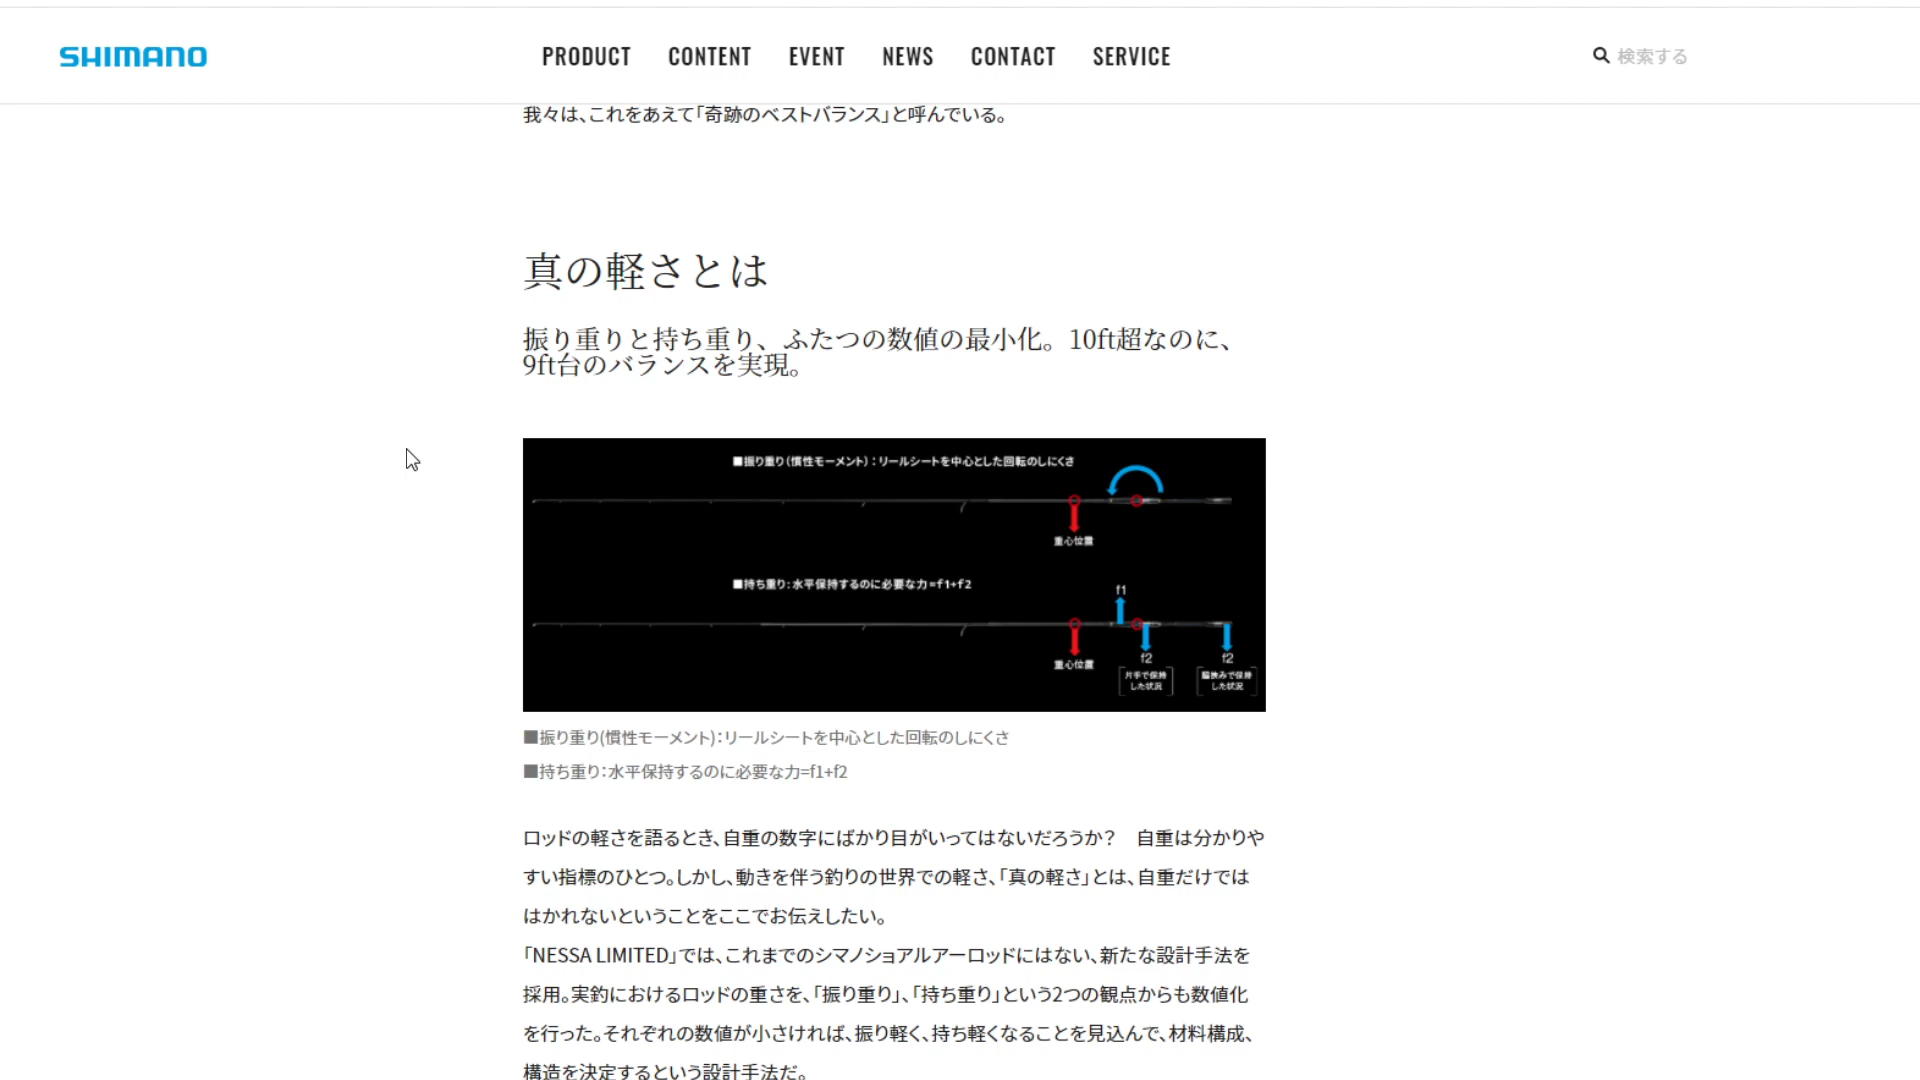 SHIMANO
PRODUCT CONTENT EVENT NEWS CONTACT SERVICE
検索する
我々は、これをあえて「奇跡のベストバランス」と呼んでいる。
真の軽さとは
振り重りと持ち重り、ふたつの数値の最小化。10ft超なのに、
9ft台のバランスを実現。
■振り重り(慣性モーメント)：リールシートを中心とした回転のしにくさ
重心位置
■持ち重り：水平保持するのに必要な力=f1+f2
f1
重心位置
f2
片手で保持
した状況
f2
脇挟みで保持
した状況
■振り重り(慣性モーメント)：リールシートを中心とした回転のしにくさ
■持ち重り：水平保持するのに必要な力=f1+f2
ロッドの軽さを語るとき、自重の数字にばかり目がいってはないだろうか？　自重は分かりや
すい指標のひとつ。しかし、動きを伴う釣りの世界での軽さ、「真の軽さ」とは、自重だけでは
はかれないということをここでお伝えしたい。
「NESSA LIMITED」では、これまでのシマノショアルアーロッドにはない、新たな設計手法を
採用。実釣におけるロッドの重さを、「振り重り」、「持ち重り」という2つの観点からも数値化
を行った。それぞれの数値が小さければ、振り軽く、持ち軽くなることを見込んで、材料構成、
構造を決定するという設計手法だ。